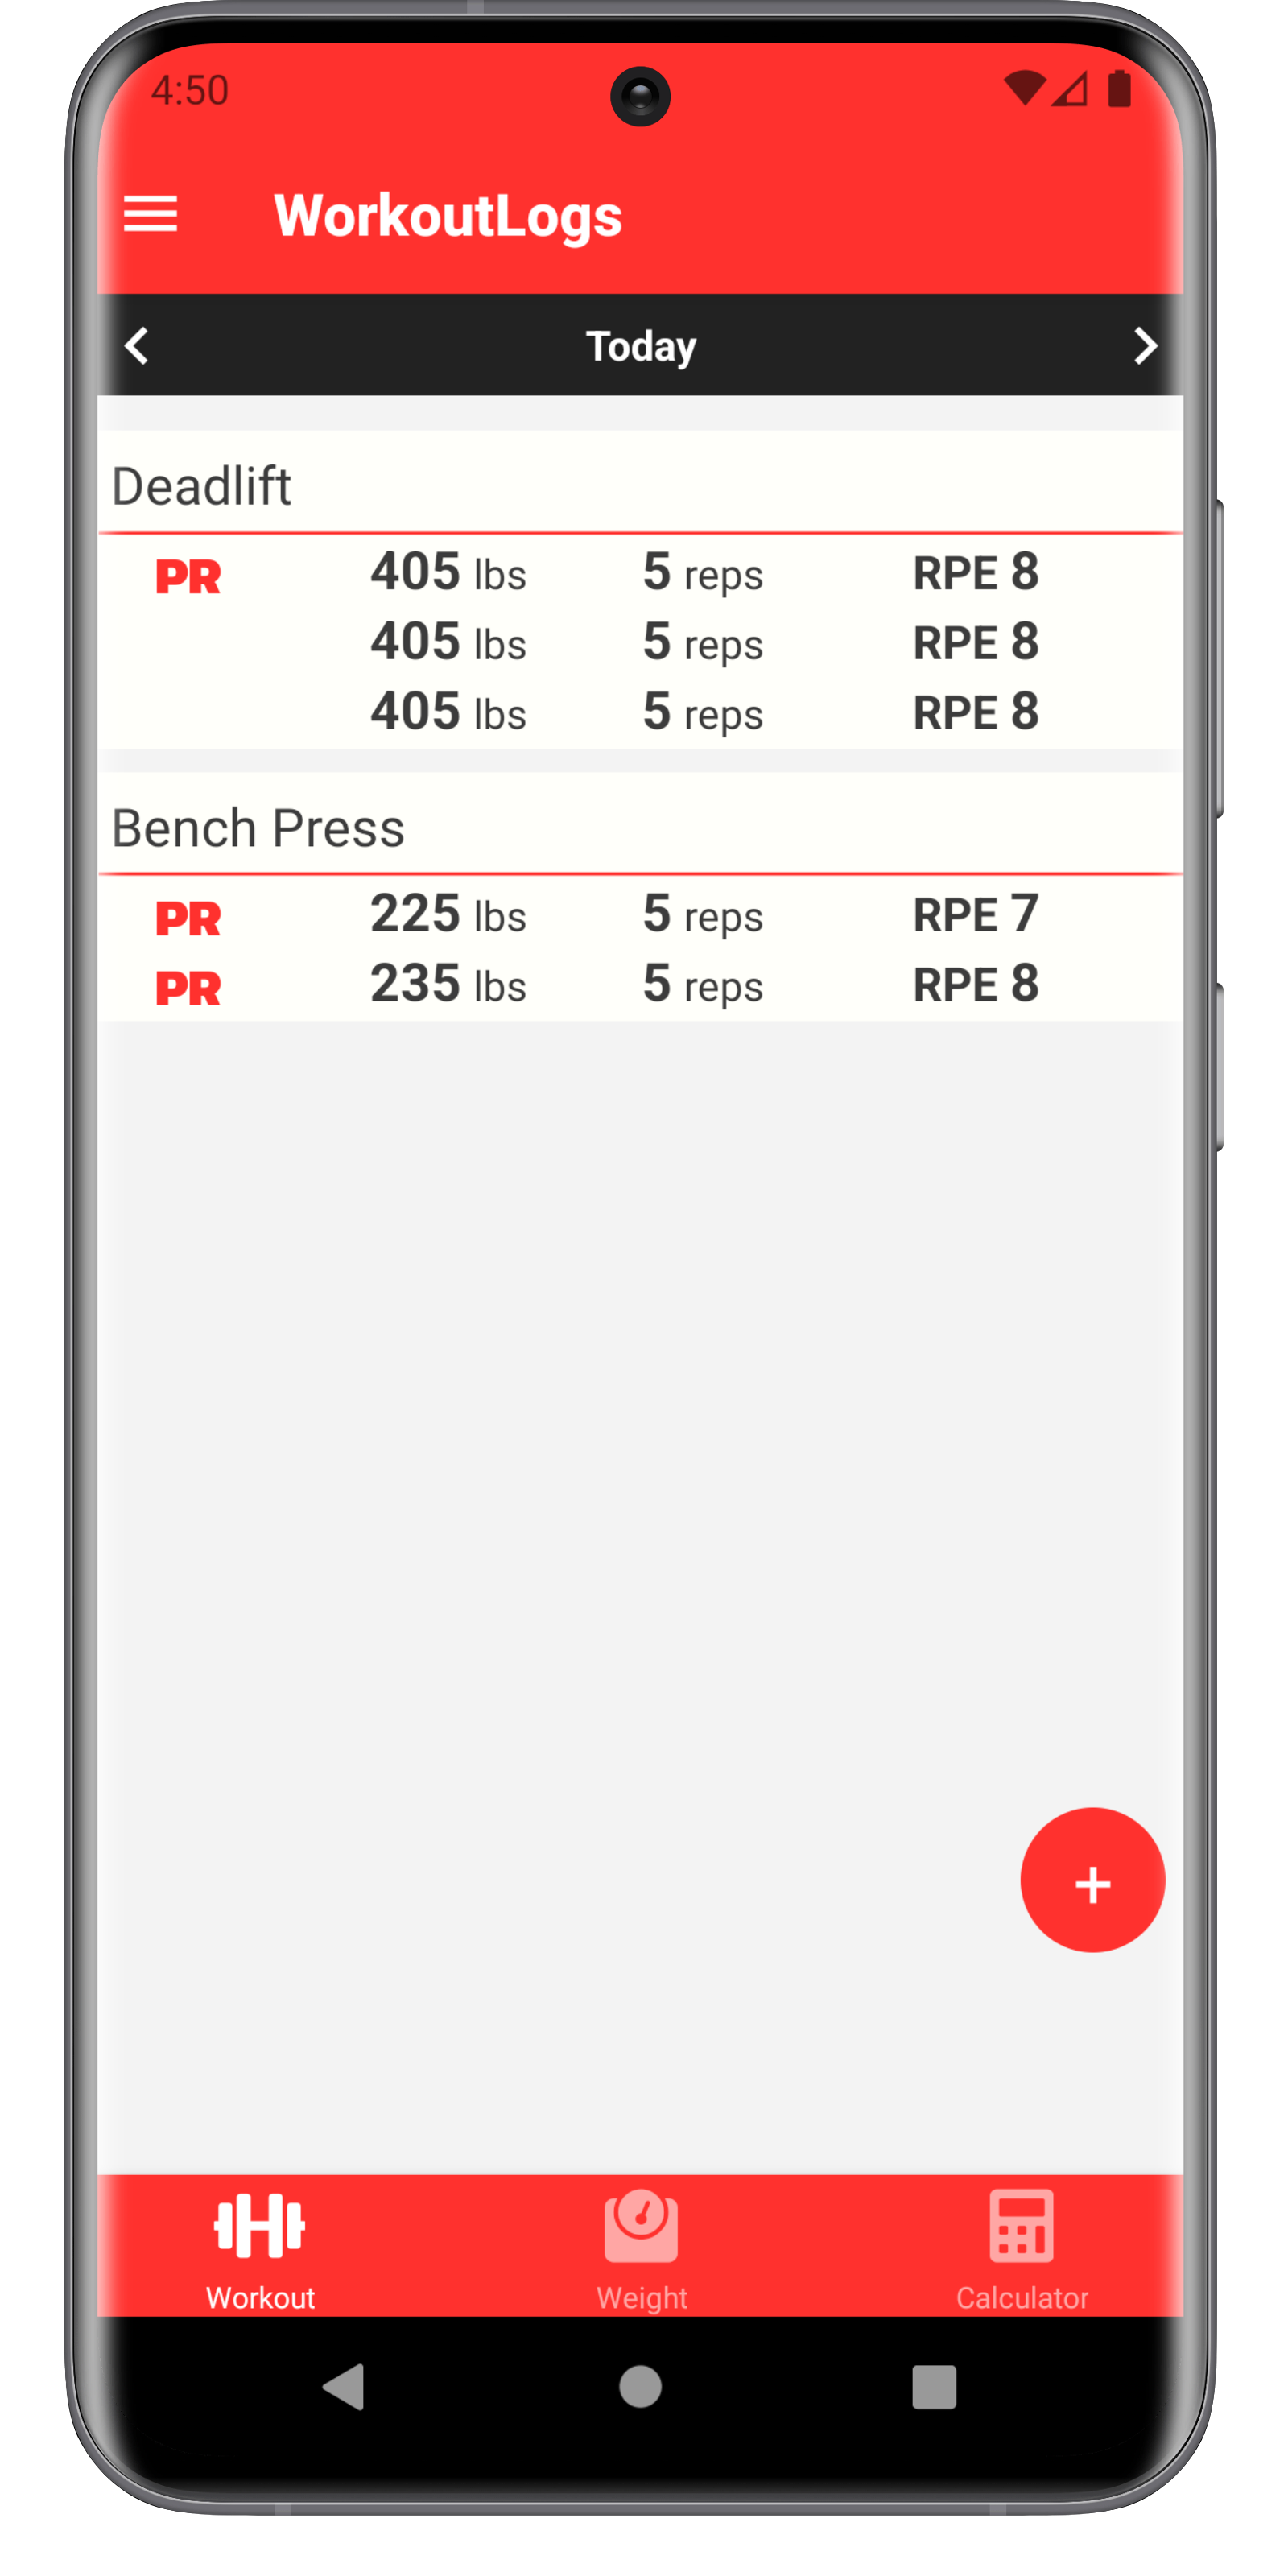 4:50
WorkoutLogs
Today
Deadlift
PR 405 lbs 5 reps RPE 8
405 lbs 5 reps RPE 8
405 lbs 5 reps RPE 8
Bench Press
PR 225 lbs 5 reps RPE 7
PR 235 lbs 5 reps RPE 8
+
Workout Weight Calculator